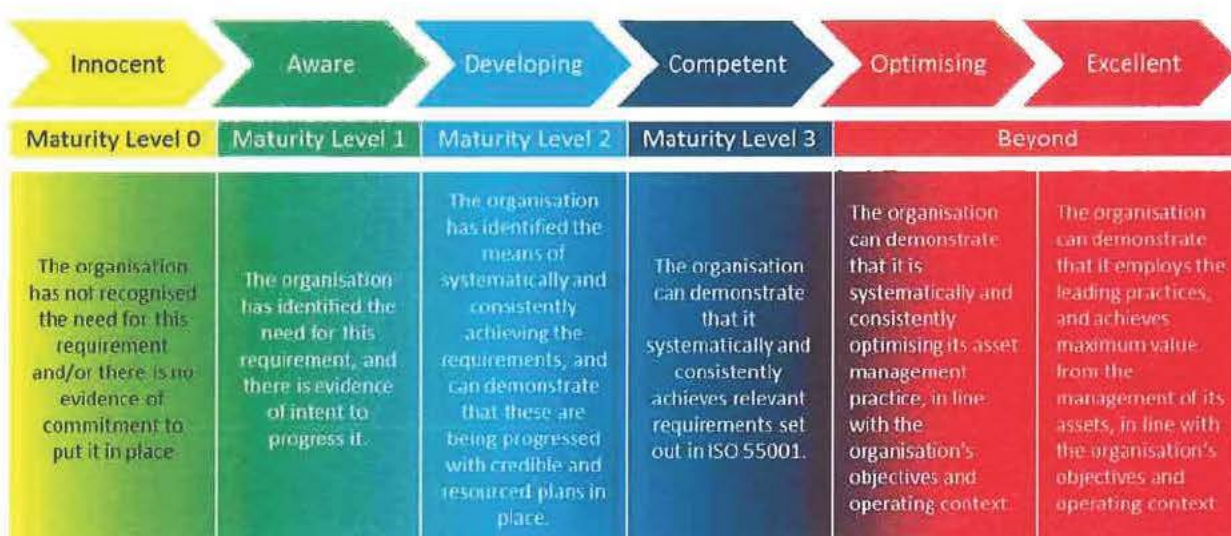 Innocent
Aware
Developing
Competent
Optimising
Excellent
Maturity Level 0
Maturity Level 1
Maturity Level 2
Maturity Level 3
Beyond
The organisation
has not recognised
the need for this
requirement
and/or there is no
evidence of
commitment to
put it in place
The organisation
has identified the
need for this
requirement, and
there is evidence
of intent to
progress it.
The organisation
has identified the
means of
systematically and
consistently
achieving the
requirements, and
can demonstrate
that these are
being progressed
with credible and
resourced plans in
place.
The organisation
can demonstrate
that it
systematically and
consistently
achieves relevant
requirements set
out in ISO 55001.
The organisation
can demonstrate
that it is
systematically and
consistently
optimising its asset
management
practice, in line
with the
organisation's
objectives and
operating context.
The organisation
can demonstrate
that it employs the
leading practices,
and achieves
maximum value
from the
management of its
assets, in line with
the organisation's
objectives and
operating context